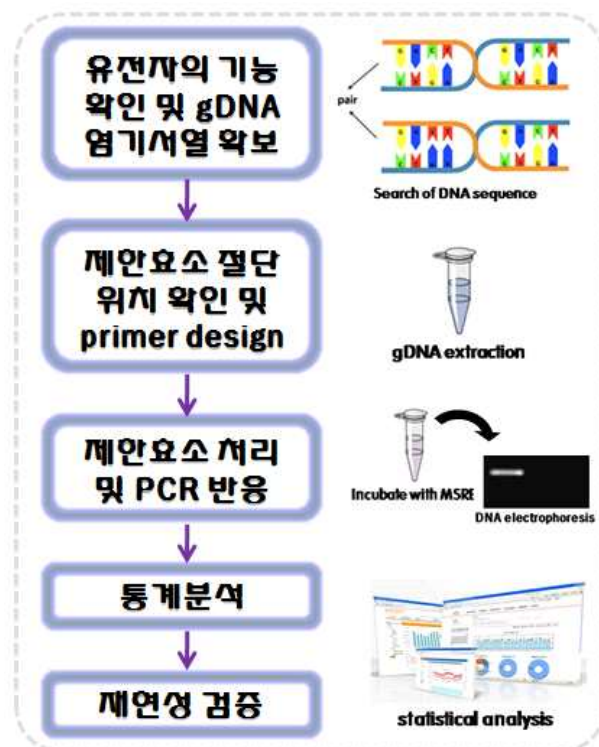 유전자의 기능
확인 및 gDNA
염기서열 확보
pair
Search of DNA sequence
제한효소 절단
위치 확인 및
primer design
gDNA extraction
제한효소 처리
및 PCR 반응
Incubate with MSRE
DNA electrophoresis
통계분석
재현성 검증
statistical analysis